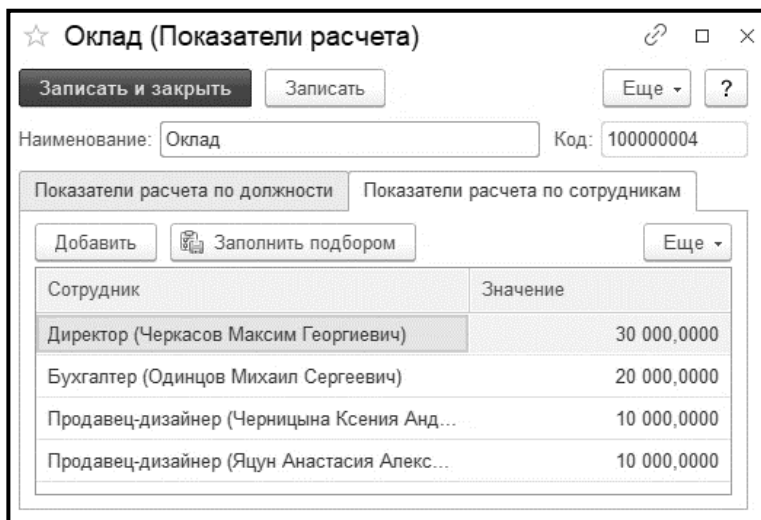 Оклад (Показатели расчета)
Записать и закрыть Записать Еще ?
Наименование: Оклад Код: 100000004
Показатели расчета по должности Показатели расчета по сотрудникам
Добавить Заполнить подбором Еще
Сотрудник Значение
Директор (Черкасов Максим Георгиевич) 30 000,0000
Бухгалтер (Одинцов Михаил Сергеевич) 20 000,0000
Продавец-дизайнер (Черницына Ксения Анд... 10 000,0000
Продавец-дизайнер (Яцун Анастасия Алекс... 10 000,0000